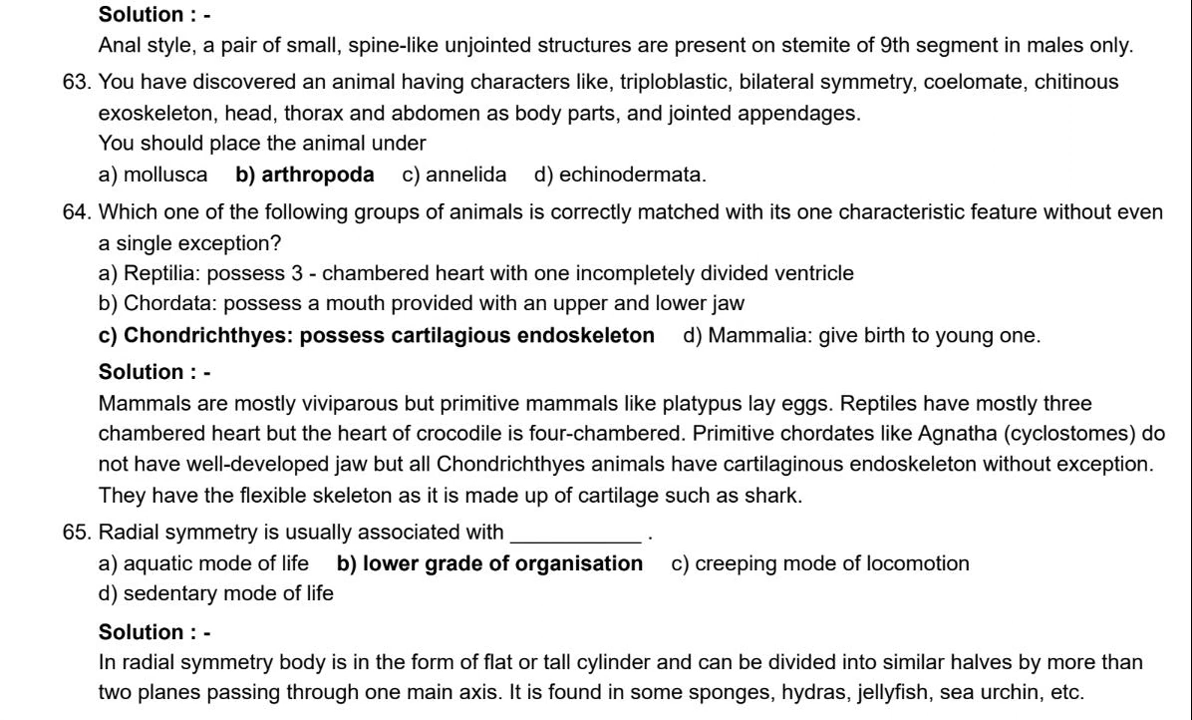 Solution : -
Anal style, a pair of small, spine-like unjointed structures are present on stemite of 9th segment in males only.
63. You have discovered an animal having characters like, triploblastic, bilateral symmetry, coelomate, chitinous
exoskeleton, head, thorax and abdomen as body parts, and jointed appendages.
You should place the animal under
a) mollusca b) arthropoda c) annelida d) echinodermata.
64. Which one of the following groups of animals is correctly matched with its one characteristic feature without even
a single exception?
a) Reptilia: possess 3 - chambered heart with one incompletely divided ventricle
b) Chordata: possess a mouth provided with an upper and lower jaw
c) Chondrichthyes: possess cartilagious endoskeleton d) Mammalia: give birth to young one.
Solution : -
Mammals are mostly viviparous but primitive mammals like platypus lay eggs. Reptiles have mostly three
chambered heart but the heart of crocodile is four-chambered. Primitive chordates like Agnatha (cyclostomes) do
not have well-developed jaw but all Chondrichthyes animals have cartilaginous endoskeleton without exception.
They have the flexible skeleton as it is made up of cartilage such as shark.
65. Radial symmetry is usually associated with ____________ .
a) aquatic mode of life b) lower grade of organisation c) creeping mode of locomotion
d) sedentary mode of life
Solution : -
In radial symmetry body is in the form of flat or tall cylinder and can be divided into similar halves by more than
two planes passing through one main axis. It is found in some sponges, hydras, jellyfish, sea urchin, etc.